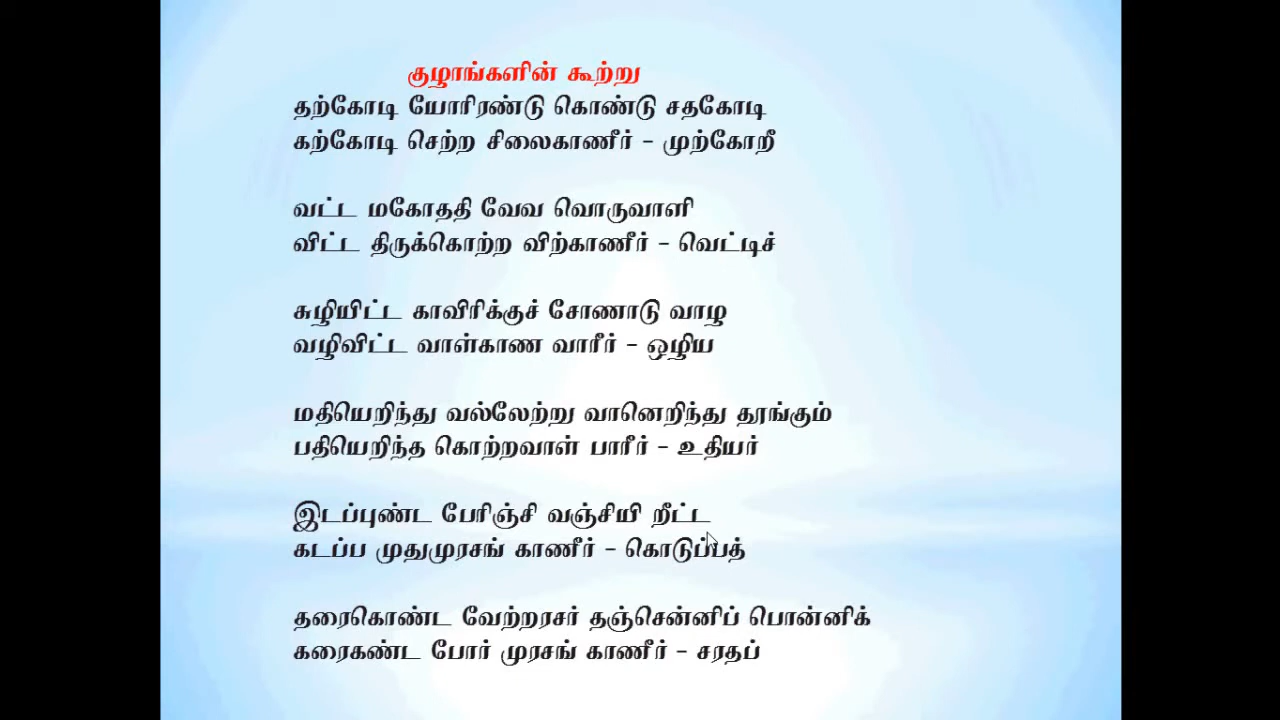 குழாங்களின் கூற்று
தற்கோடி யோரிரண்டு கொண்டு சதகோடி
கற்கோடி செற்ற சிலைகாணீர் - முற்கோறீ
வட்ட மகோததி வேவ வொருவாளி
விட்ட திருக்கொற்ற விற்காணீர் - வெட்டிச்
சுழியிட்ட காவிரிக்குச் சோணாடு வாழ
வழிவிட்ட வாள்காண வாரீர் - ஒழிய
மதியெறிந்து வல்லேற்று வானெறிந்து தூங்கும்
பதியெறிந்த கொற்றவாள் பாரீர் - உதியர்
இடப்புண்ட பேரிஞ்சி வஞ்சியி றீட்ட
கடப்ப முதுமுரசங் காணீர் - கொடுப்பத்
தரைகொண்ட வேற்றரசர் தஞ்சென்னிப் பொன்னிக்
கரைகண்ட போர் முரசங் காணீர் - சரதப்